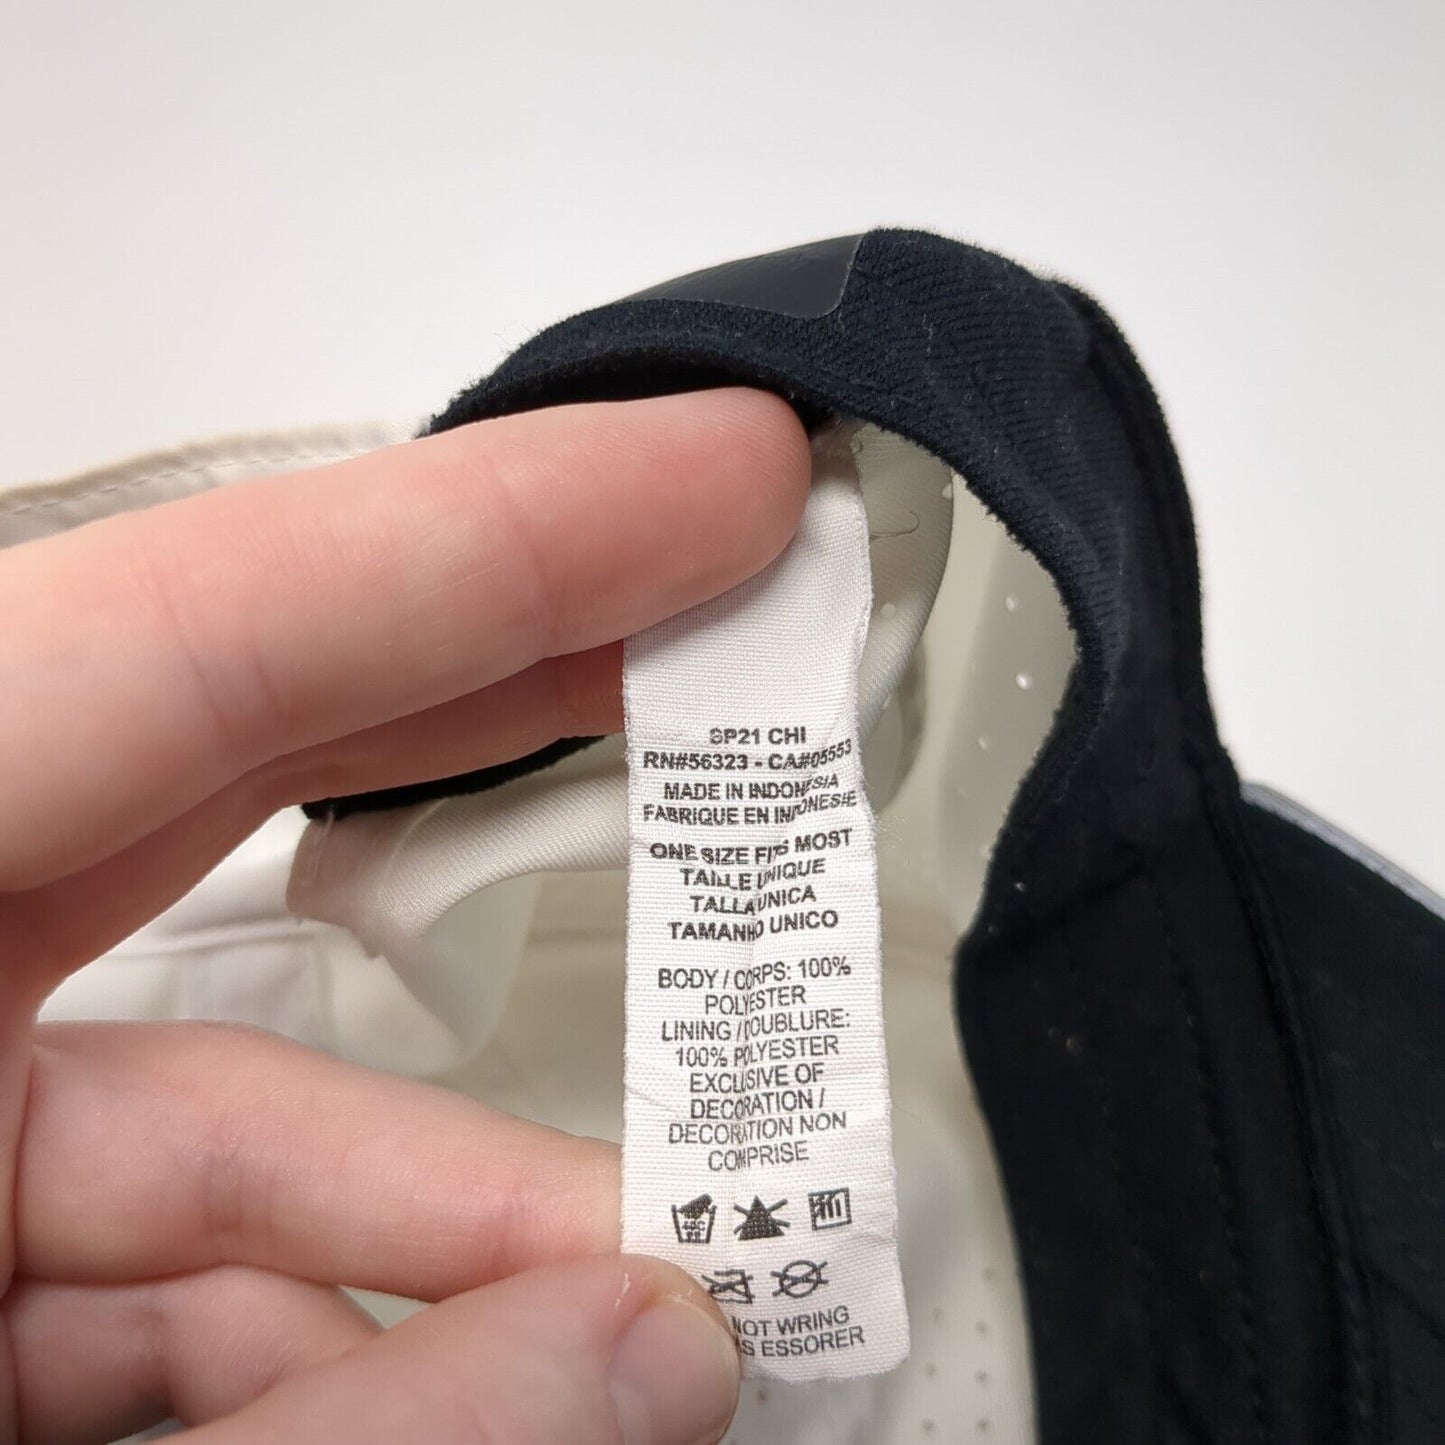 SP21 CHI
RN#56323 - CA#05553
MADE IN INDONESIA
FABRIQUE EN INDONESIE
ONE SIZE FITS MOST
TAILLE UNIQUE
TALLA UNICA
TAMANHO UNICO
BODY / CORPS: 100%
POLYESTER
LINING / DOUBLURE:
100% POLYESTER
EXCLUSIVE OF
DECORATION /
DECORATION NON
COMPRISE
NOT WRING
ESSORER